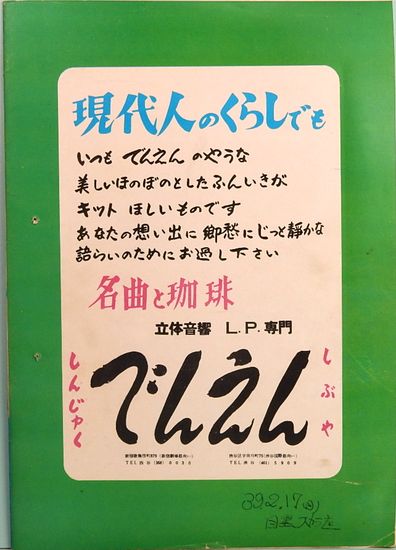 現代人のくらしでも
いつも でんえん のやうな
美しいほのぼのとしたふんいきが
キット ほしいものです
あなたの想い出に 郷愁にじっと靜かな
語らいのためにお過し下さい
名曲と珈琲
立体音響 L.P.専門
しんじゅく
でんえん
しぶや
39.2.17